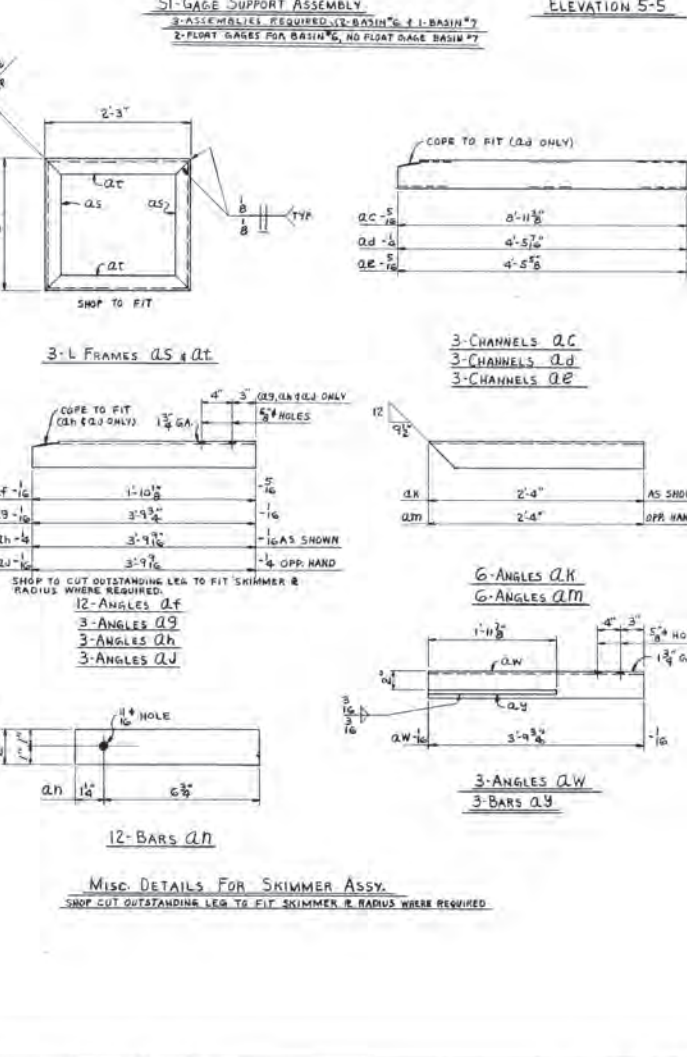 S1-GAGE SUPPORT ASSEMBLY
3-ASSEMBLIES REQUIRED, (2-BASIN #6 & 1-BASIN #7
2-FLOAT GAGES FOR BASIN #6, NO FLOAT GAGE BASIN #7
ELEVATION 5-5
2'-3"
at
as
as2
at
1/8
1/8
TYP.
SHOP TO FIT
3-L FRAMES as & at
COPE TO FIT (ad ONLY)
ac -5/16 8'-11 3/8"
ad -1/4 4'-5 7/16"
ae -5/16 4'-5 5/8"
3-CHANNELS ac
3-CHANNELS ad
3-CHANNELS ae
COPE TO FIT
(ah & aj ONLY)
1 3/4 GA.
4" 3" (ag, ah & aj ONLY
5/8"ø HOLES
f -1/16 1'-10 1/8" -5/16
g -1/16 3'-9 3/4" -1/16
ah -1/4 3'-9 9/16" -1/16 AS SHOWN
aj -1/16 3'-9 9/16" -1/4 OPP. HAND
SHOP TO CUT OUTSTANDING LEG TO FIT SKIMMER &
RADIUS WHERE REQUIRED.
12-ANGLES af
3-ANGLES ag
3-ANGLES ah
3-ANGLES aj
12
9 1/2"
ak 2'-4" AS SHO
am 2'-4" OPP. HAN
6-ANGLES ak
6-ANGLES am
1'-11 7/8"
4" 3"
5/8"ø HO
1 3/4" G
aw
3/16
3/16
ay
aw -1/16 3'-9 3/4" -1/16
3-ANGLES aw
3-BARS ay
11/16 ø HOLE
1" 1"
an 1 1/4" 6 3/4"
12-BARS an
MISC. DETAILS FOR SKIMMER ASSY.
SHOP CUT OUTSTANDING LEG TO FIT SKIMMER & RADIUS WHERE REQUIRED